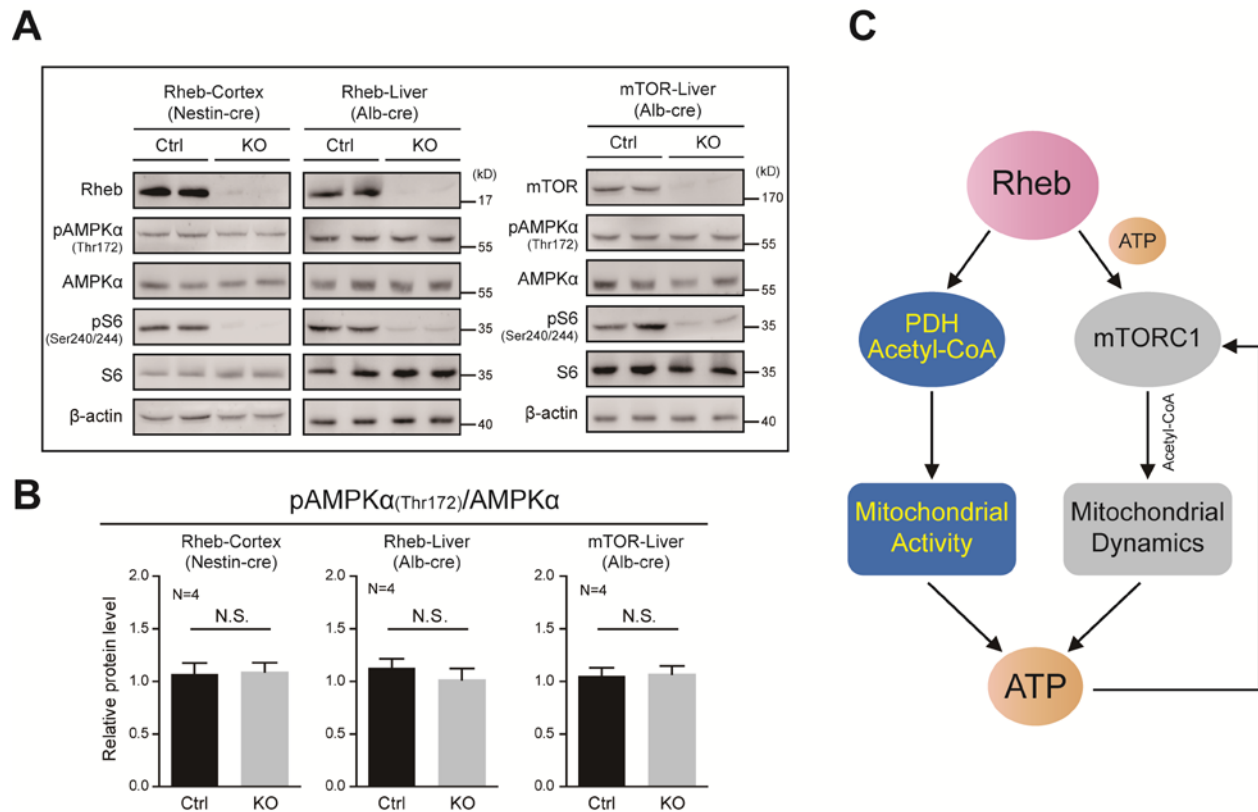 A
Rheb-Cortex
(Nestin-cre)
Rheb-Liver
(Alb-cre)
mTOR-Liver
(Alb-cre)
Ctrl KO
Ctrl KO
Ctrl KO
(kD)
(kD)
Rheb
17
mTOR
170
pAMPKα
(Thr172)
55
pAMPKα
(Thr172)
55
AMPKα
55
AMPKα
55
pS6
(Ser240/244)
35
pS6
(Ser240/244)
35
S6
35
S6
35
β-actin
40
β-actin
40
B
pAMPKα(Thr172)/AMPKα
Rheb-Cortex
(Nestin-cre)
Rheb-Liver
(Alb-cre)
mTOR-Liver
(Alb-cre)
Relative protein level
2.0
1.5
1.0
0.5
0.0
N=4
N.S.
Ctrl KO
2.0
1.5
1.0
0.5
0.0
N=4
N.S.
Ctrl KO
2.0
1.5
1.0
0.5
0.0
N=4
N.S.
Ctrl KO
C
Rheb
ATP
PDH
Acetyl-CoA
mTORC1
Acetyl-CoA
Mitochondrial
Activity
Mitochondrial
Dynamics
ATP